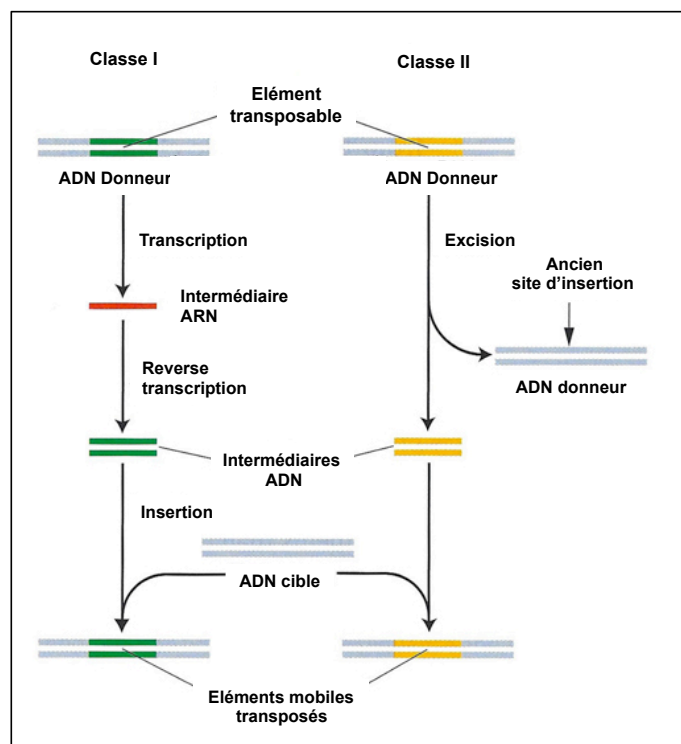 Classe I
Classe II
Elément
transposable
ADN Donneur
ADN Donneur
Transcription
Excision
Ancien
site d’insertion
Intermédiaire
ARN
ADN donneur
Reverse
transcription
Intermédiaires
ADN
Insertion
ADN cible
Eléments mobiles
transposés